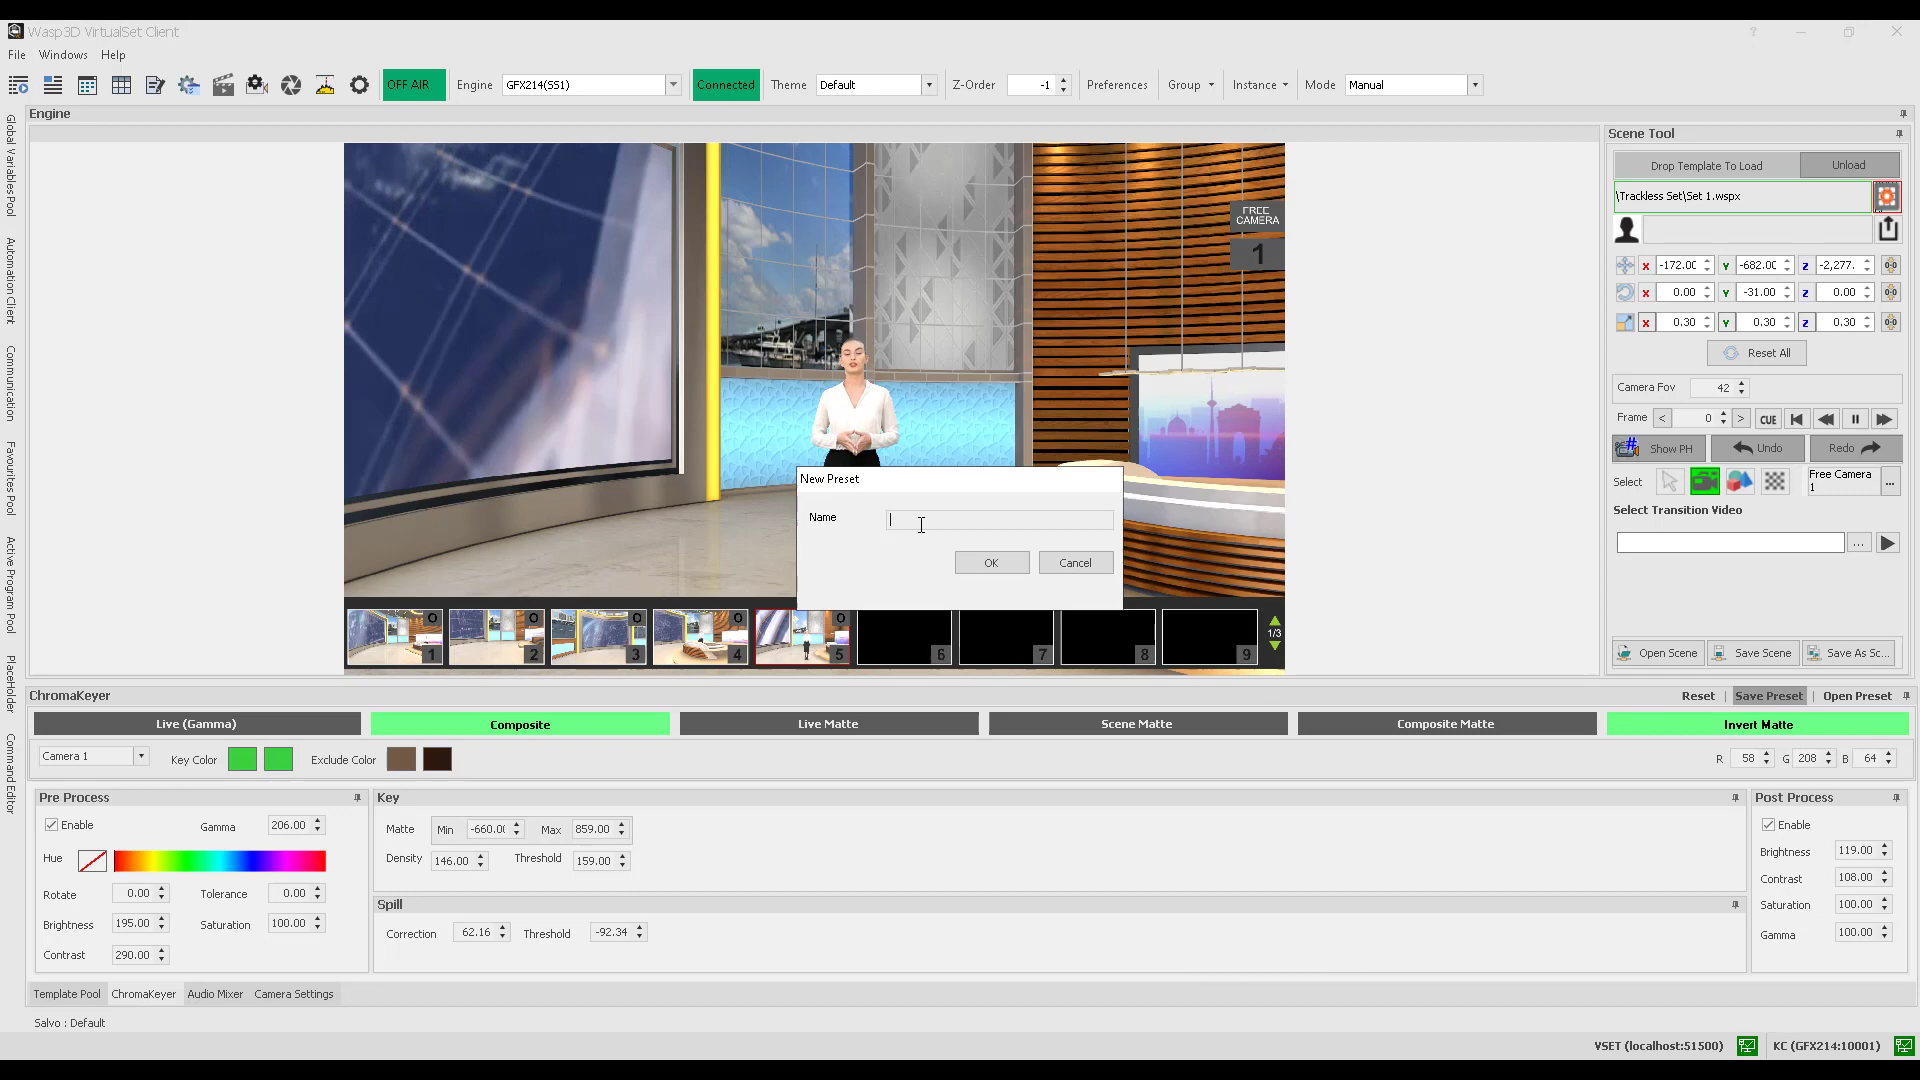 Wasp3D VirtualSet Client
File Windows Help
OFF AIR Engine GFX214(SS1) Connected Theme Default Z-Order -1 Preferences Group Instance Mode Manual
Engine
Global Variables Pool
Automation Client
Communication
Favourites Pool
Active Program Pool
PlaceHolder
Command Editor
FREE
CAMERA
1
New Preset
Name
OK Cancel
0 0 0 0 0
1 2 3 4 5 6 7 8 9
1/3
Scene Tool
Drop Template To Load Unload
\Trackless Set\Set 1.wspx
X -172.0 Y -682.0 Z -2,277.
X 0.00 Y -31.00 Z 0.00
X 0.30 Y 0.30 Z 0.30
Reset All
Camera Fov 42
Frame < 0 > CUE
# Show PH Undo Redo
Select Free Camera
1 ...
Select Transition Video
...
Open Scene Save Scene Save As Sc...
ChromaKeyer Reset | Save Preset | Open Preset
Live (Gamma) Composite Live Matte Scene Matte Composite Matte Invert Matte
Camera 1 Key Color Exclude Color R 58 G 208 B 64
Pre Process
Enable Gamma 206.00
Hue
Rotate 0.00 Tolerance 0.00
Brightness 195.00 Saturation 100.00
Contrast 290.00
Key
Matte Min -660.0 Max 859.00
Density 146.00 Threshold 159.00
Spill
Correction 62.16 Threshold -92.34
Post Process
Enable
Brightness 119.00
Contrast 108.00
Saturation 100.00
Gamma 100.00
Template Pool ChromaKeyer Audio Mixer Camera Settings
Salvo : Default
VSET (localhost:51500) KC (GFX214:10001)